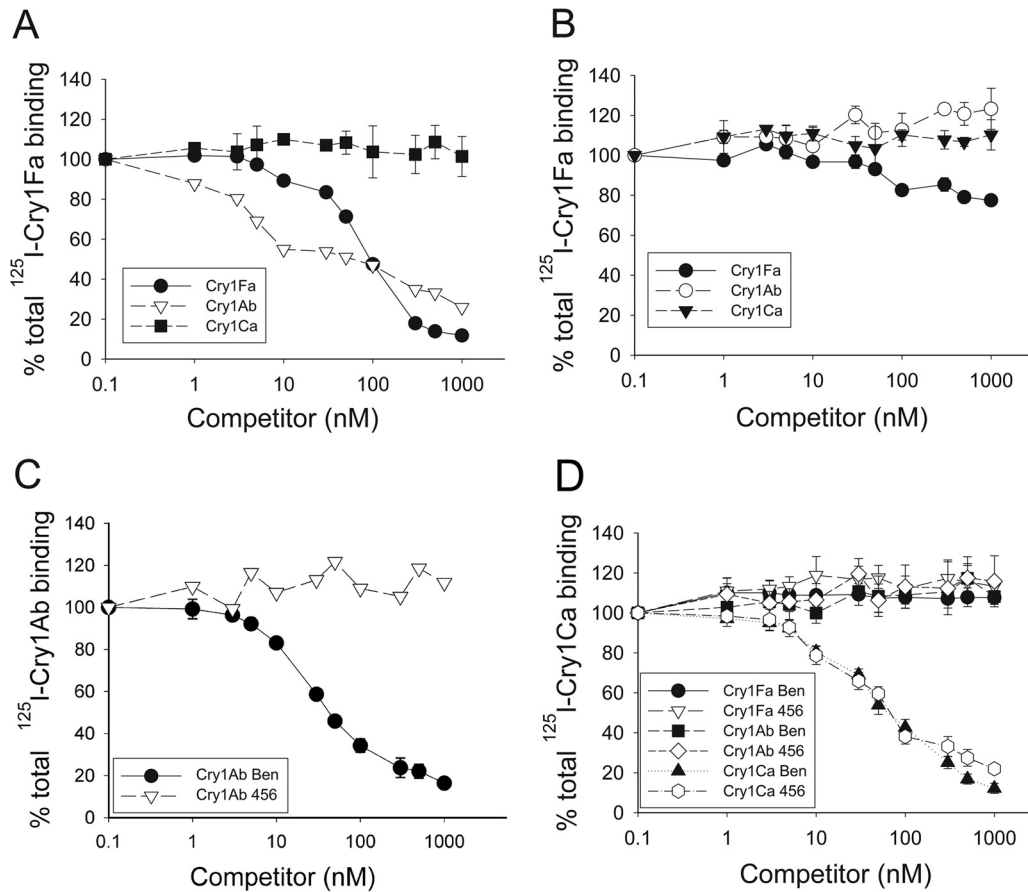 A
% total ¹²⁵I-Cry1Fa binding
140
120
100
80
60
40
20
0
Cry1Fa
Cry1Ab
Cry1Ca
0.1
1
10
100
1000
Competitor (nM)
B
% total ¹²⁵I-Cry1Fa binding
140
120
100
80
60
40
20
0
Cry1Fa
Cry1Ab
Cry1Ca
0.1
1
10
100
1000
Competitor (nM)
C
% total ¹²⁵I-Cry1Ab binding
140
120
100
80
60
40
20
0
Cry1Ab Ben
Cry1Ab 456
0.1
1
10
100
1000
Competitor (nM)
D
% total ¹²⁵I-Cry1Ca binding
140
120
100
80
60
40
20
0
Cry1Fa Ben
Cry1Fa 456
Cry1Ab Ben
Cry1Ab 456
Cry1Ca Ben
Cry1Ca 456
0.1
1
10
100
1000
Competitor (nM)